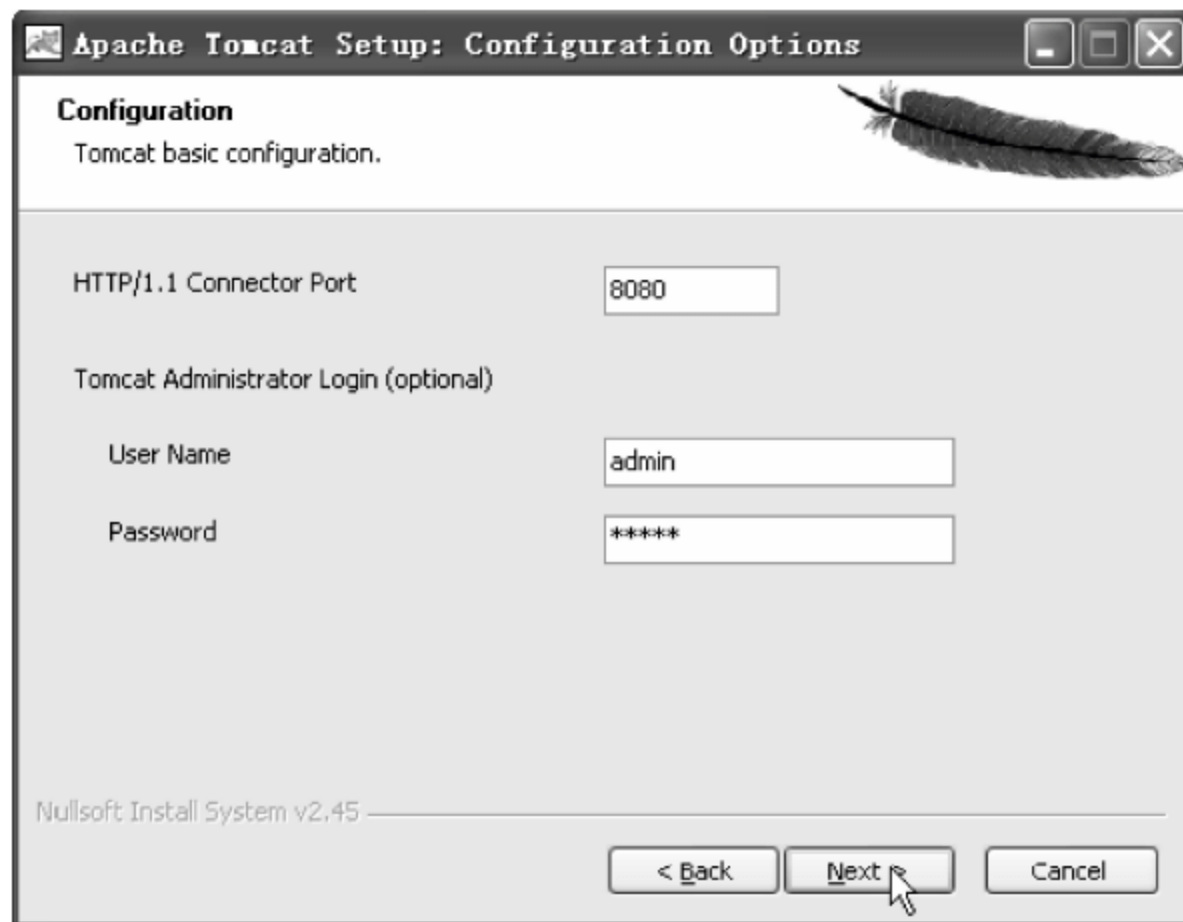 Apache Tomcat Setup: Configuration Options
Configuration
Tomcat basic configuration.
HTTP/1.1 Connector Port
8080
Tomcat Administrator Login (optional)
User Name
admin
Password
*****
Nullsoft Install System v2.45
< Back
Next >
Cancel